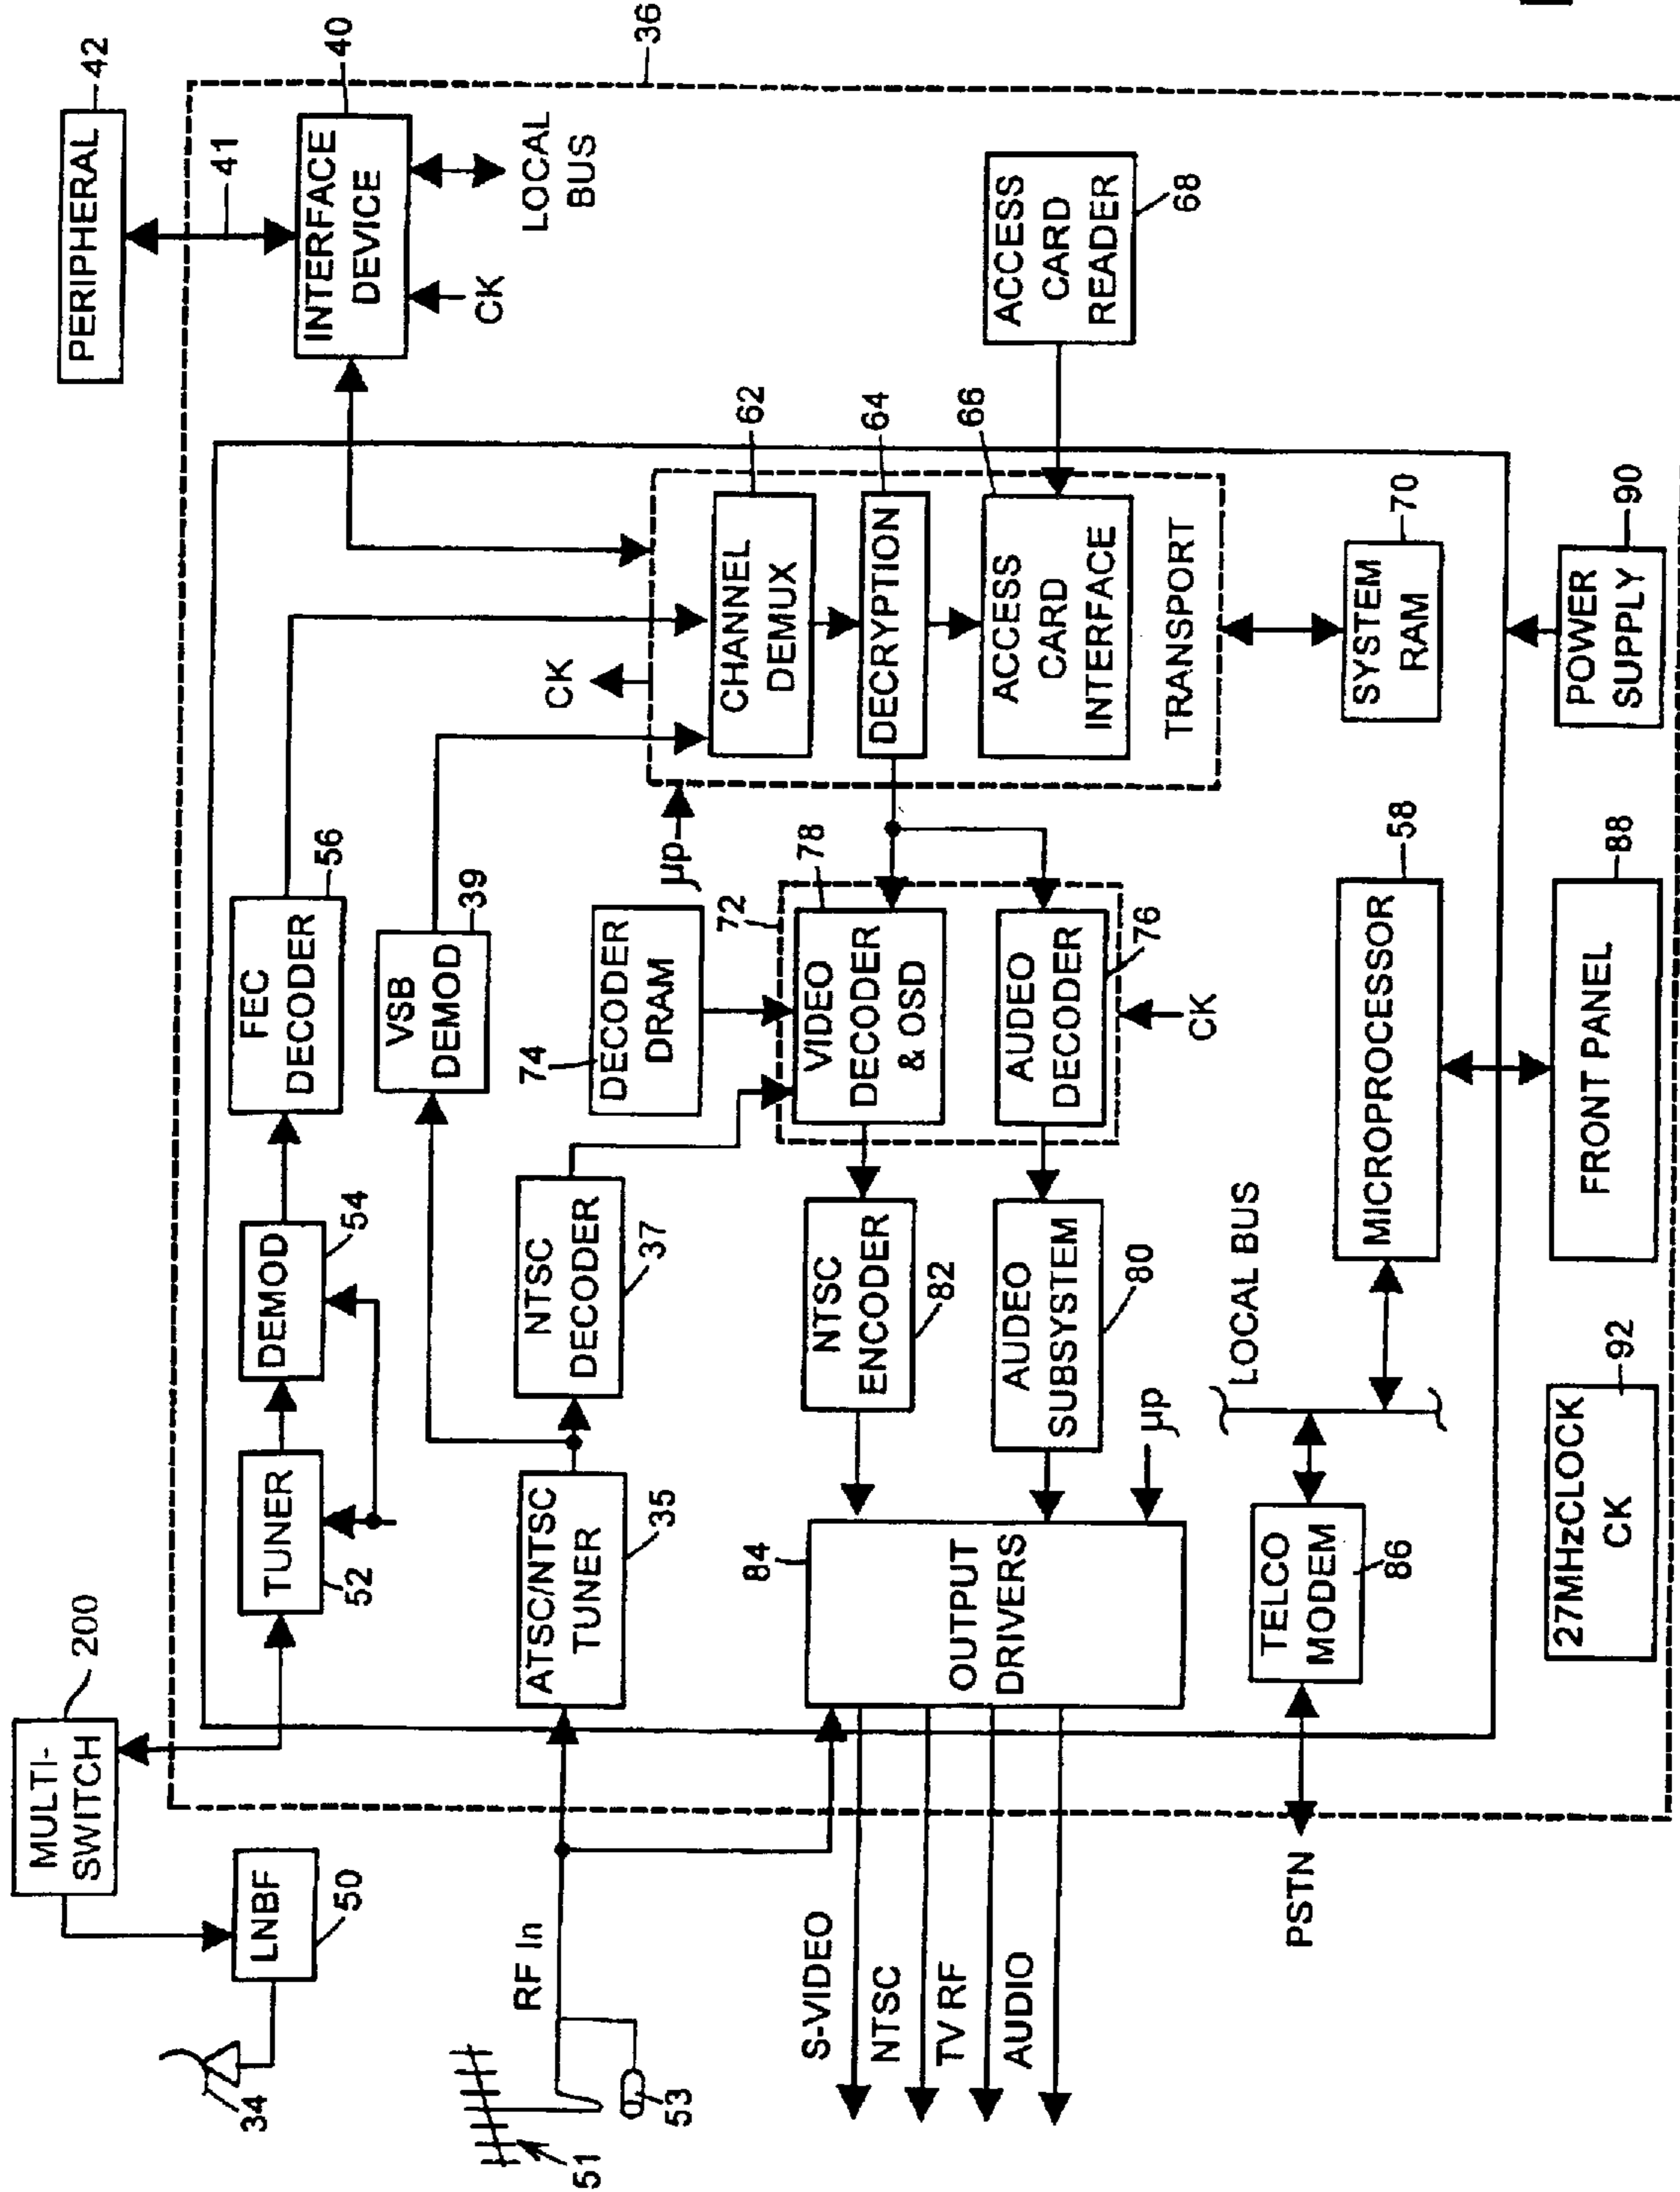 MULTI-
SWITCH
200
PERIPHERAL
42
41
36
34
LNBF
50
TUNER
52
DEMOD
54
FEC
DECODER
56
INTERFACE
DEVICE
40
CK
LOCAL
BUS
VSB
DEMOD
39
RF In
51
53
ATSC/NTSC
TUNER
35
NTSC
DECODER
37
74
DECODER
DRAM
µp
CK
CHANNEL
DEMUX
62
DECRYPTION
64
ACCESS
CARD
INTERFACE
66
TRANSPORT
ACCESS
CARD
READER
68
72
VIDEO
DECODER
& OSD
78
AUDEO
DECODER
76
CK
NTSC
ENCODER
82
AUDEO
SUBSYSTEM
80
84
OUTPUT
DRIVERS
µp
S-VIDEO
NTSC
TV RF
AUDIO
PSTN
TELCO
MODEM
86
LOCAL BUS
MICROPROCESSOR
58
SYSTEM
RAM
70
27MHzCLOCK
CK
92
FRONT PANEL
88
POWER
SUPPLY
90